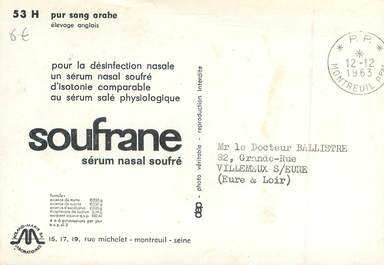 53 H pur sang arabe
élevage anglais
6€
pour la désinfection nasale
un sérum nasal soufré
d'isotonie comparable
au sérum salé physiologique
soufrane
sérum nasal soufré
formule:
15, 17, 19, rue michelet - montreuil - seine
dép - photo véritable - reproduction interdite
P.P.
12-12
1963
MONTREUIL
Mr le Docteur BALLISTRE
82, Grande-Rue
VILLEMEUX S/EURE
(Eure & Loir)